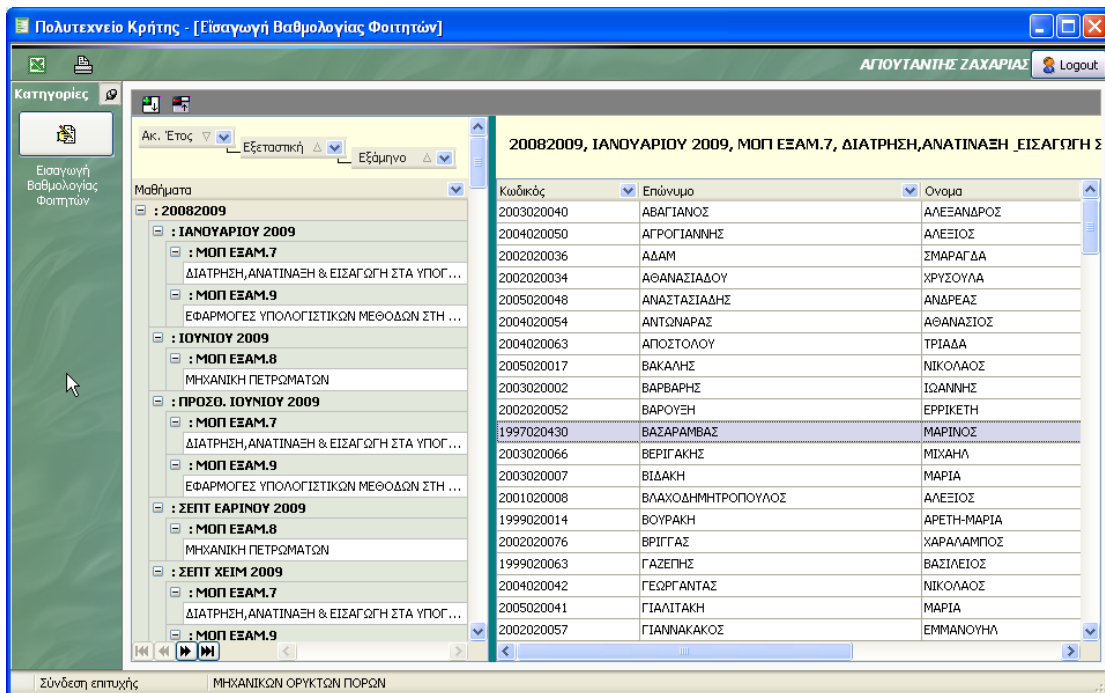 Πολυτεχνείο Κρήτης - [Είσαγωγή Βαθμολογίας Φοιτητών]
ΑΓΙΟΥΤΑΝΤΗΣ ΖΑΧΑΡΙΑΣ Logout
Κατηγορίες
Εισαγωγή
Βαθμολογίας
Φοιτητών
Ακ. Έτος
Εξεταστική
Εξάμηνο
Μαθήματα
: 20082009
: ΙΑΝΟΥΑΡΙΟΥ 2009
: ΜΟΠ ΕΞΑΜ.7
ΔΙΑΤΡΗΣΗ,ΑΝΑΤΙΝΑΞΗ & ΕΙΣΑΓΩΓΗ ΣΤΑ ΥΠΟΓ...
: ΜΟΠ ΕΞΑΜ.9
ΕΦΑΡΜΟΓΕΣ ΥΠΟΛΟΓΙΣΤΙΚΩΝ ΜΕΘΟΔΩΝ ΣΤΗ ...
: ΙΟΥΝΙΟΥ 2009
: ΜΟΠ ΕΞΑΜ.8
ΜΗΧΑΝΙΚΗ ΠΕΤΡΩΜΑΤΩΝ
: ΠΡΟΣΘ. ΙΟΥΝΙΟΥ 2009
: ΜΟΠ ΕΞΑΜ.7
ΔΙΑΤΡΗΣΗ,ΑΝΑΤΙΝΑΞΗ & ΕΙΣΑΓΩΓΗ ΣΤΑ ΥΠΟΓ...
: ΜΟΠ ΕΞΑΜ.9
ΕΦΑΡΜΟΓΕΣ ΥΠΟΛΟΓΙΣΤΙΚΩΝ ΜΕΘΟΔΩΝ ΣΤΗ ...
: ΣΕΠΤ ΕΑΡΙΝΟΥ 2009
: ΜΟΠ ΕΞΑΜ.8
ΜΗΧΑΝΙΚΗ ΠΕΤΡΩΜΑΤΩΝ
: ΣΕΠΤ ΧΕΙΜ 2009
: ΜΟΠ ΕΞΑΜ.7
ΔΙΑΤΡΗΣΗ,ΑΝΑΤΙΝΑΞΗ & ΕΙΣΑΓΩΓΗ ΣΤΑ ΥΠΟΓ...
: ΜΟΠ ΕΞΑΜ.9
20082009, ΙΑΝΟΥΑΡΙΟΥ 2009, ΜΟΠ ΕΞΑΜ.7, ΔΙΑΤΡΗΣΗ,ΑΝΑΤΙΝΑΞΗ _ΕΙΣΑΓΩΓΗ Σ
Κωδικός Επώνυμο Ονομα
2003020040 ΑΒΑΓΙΑΝΟΣ ΑΛΕΞΑΝΔΡΟΣ
2004020050 ΑΓΡΟΓΙΑΝΝΗΣ ΑΛΕΞΙΟΣ
2002020036 ΑΔΑΜ ΣΜΑΡΑΓΔΑ
2002020034 ΑΘΑΝΑΣΙΑΔΟΥ ΧΡΥΣΟΥΛΑ
2005020048 ΑΝΑΣΤΑΣΙΑΔΗΣ ΑΝΔΡΕΑΣ
2004020054 ΑΝΤΩΝΑΡΑΣ ΑΘΑΝΑΣΙΟΣ
2004020063 ΑΠΟΣΤΟΛΟΥ ΤΡΙΑΔΑ
2005020017 ΒΑΚΑΛΗΣ ΝΙΚΟΛΑΟΣ
2003020002 ΒΑΡΒΑΡΗΣ ΙΩΑΝΝΗΣ
2002020052 ΒΑΡΟΥΞΗ ΕΡΡΙΚΕΤΗ
1997020430 ΒΑΣΑΡΑΜΒΑΣ ΜΑΡΙΝΟΣ
2003020066 ΒΕΡΙΓΑΚΗΣ ΜΙΧΑΗΛ
2003020007 ΒΙΔΑΚΗ ΜΑΡΙΑ
2001020008 ΒΛΑΧΟΔΗΜΗΤΡΟΠΟΥΛΟΣ ΑΛΕΞΙΟΣ
1999020014 ΒΟΥΡΑΚΗ ΑΡΕΤΗ-ΜΑΡΙΑ
2002020076 ΒΡΙΓΓΑΣ ΧΑΡΑΛΑΜΠΟΣ
1999020063 ΓΑΖΕΠΗΣ ΒΑΣΙΛΕΙΟΣ
2004020042 ΓΕΩΡΓΑΝΤΑΣ ΝΙΚΟΛΑΟΣ
2005020041 ΓΙΑΛΙΤΑΚΗ ΜΑΡΙΑ
2002020057 ΓΙΑΝΝΑΚΑΚΟΣ ΕΜΜΑΝΟΥΗΛ
Σύνδεση επιτυχής ΜΗΧΑΝΙΚΩΝ ΟΡΥΚΤΩΝ ΠΟΡΩΝ